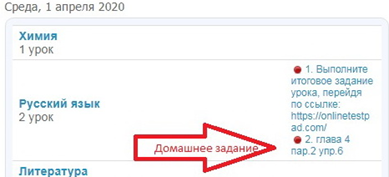 Среда, 1 апреля 2020
Химия
1 урок
Русский язык
2 урок
1. Выполните
итоговое задание
урока, перейдя
по ссылке:
https://onlinetestp
ad.com/
2. глава 4
пар.2 упр.6
Домашнее задание
Литература